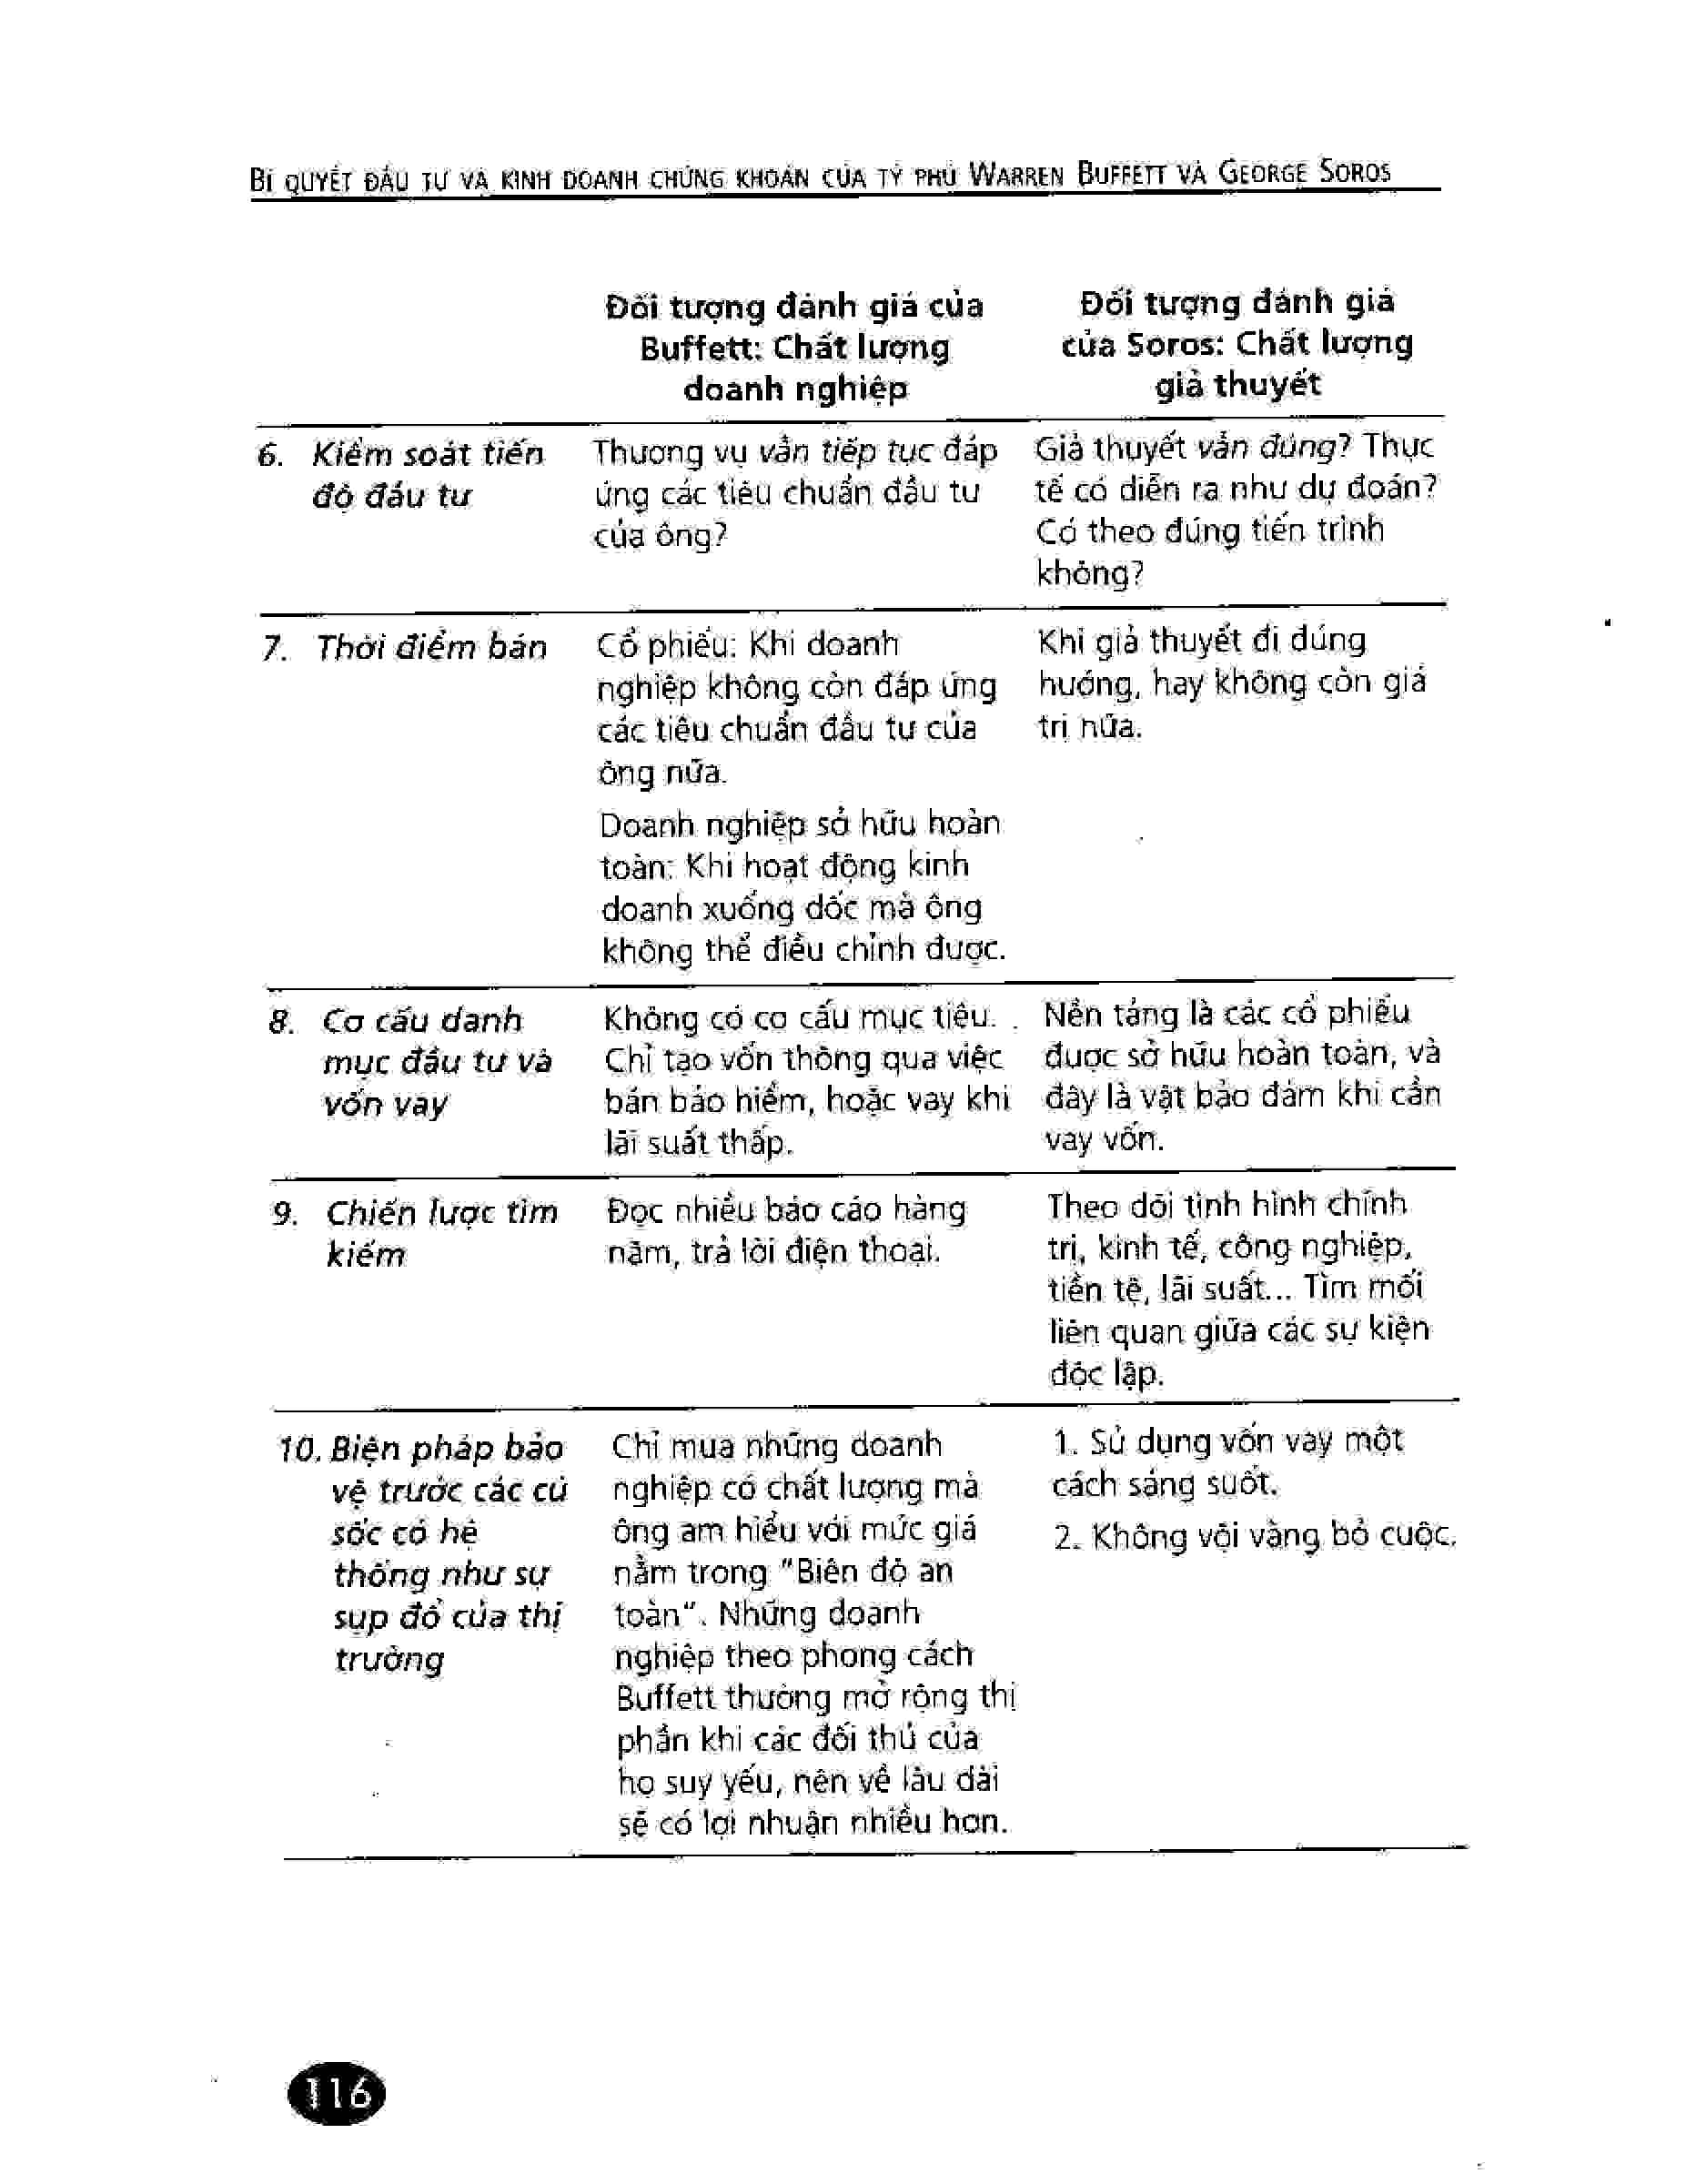 BÍ QUYẾT ĐẦU TƯ VÀ KINH DOANH CHỨNG KHOÁN CỦA TỶ PHÚ WARREN BUFFETT VÀ GEORGE SOROS
Đối tượng đánh giá của
Buffett: Chất lượng
doanh nghiệp
Đối tượng đánh giá
của Soros: Chất lượng
giả thuyết
6. Kiểm soát tiến
độ đầu tư
Thương vụ vẫn tiếp tục đáp
ứng các tiêu chuẩn đầu tư
của ông?
Giả thuyết vẫn đúng? Thực
tế có diễn ra như dự đoán?
Có theo đúng tiến trình
không?
7. Thời điểm bán
Cổ phiếu: Khi doanh
nghiệp không còn đáp ứng
các tiêu chuẩn đầu tư của
ông nữa.
Doanh nghiệp sở hữu hoàn
toàn: Khi hoạt động kinh
doanh xuống dốc mà ông
không thể điều chỉnh được.
Khi giả thuyết đi đúng
hướng, hay không còn giá
trị nữa.
8. Cơ cấu danh
mục đầu tư và
vốn vay
Không có cơ cấu mục tiêu.
Chỉ tạo vốn thông qua việc
bán bảo hiểm, hoặc vay khi
lãi suất thấp.
Nền tảng là các cổ phiếu
được sở hữu hoàn toàn, và
đây là vật bảo đảm khi cần
vay vốn.
9. Chiến lược tìm
kiếm
Đọc nhiều báo cáo hàng
năm, trả lời điện thoại.
Theo dõi tình hình chính
trị, kinh tế, công nghiệp,
tiền tệ, lãi suất... Tìm mối
liên quan giữa các sự kiện
độc lập.
10. Biện pháp bảo
vệ trước các cú
sốc có hệ
thống như sự
sụp đổ của thị
trường
Chỉ mua những doanh
nghiệp có chất lượng mà
ông am hiểu với mức giá
nằm trong "Biên độ an
toàn". Những doanh
nghiệp theo phong cách
Buffett thường mở rộng thị
phần khi các đối thủ của
họ suy yếu, nên về lâu dài
sẽ có lợi nhuận nhiều hơn.
1. Sử dụng vốn vay một
cách sáng suốt.
2. Không vội vàng bỏ cuộc.
116